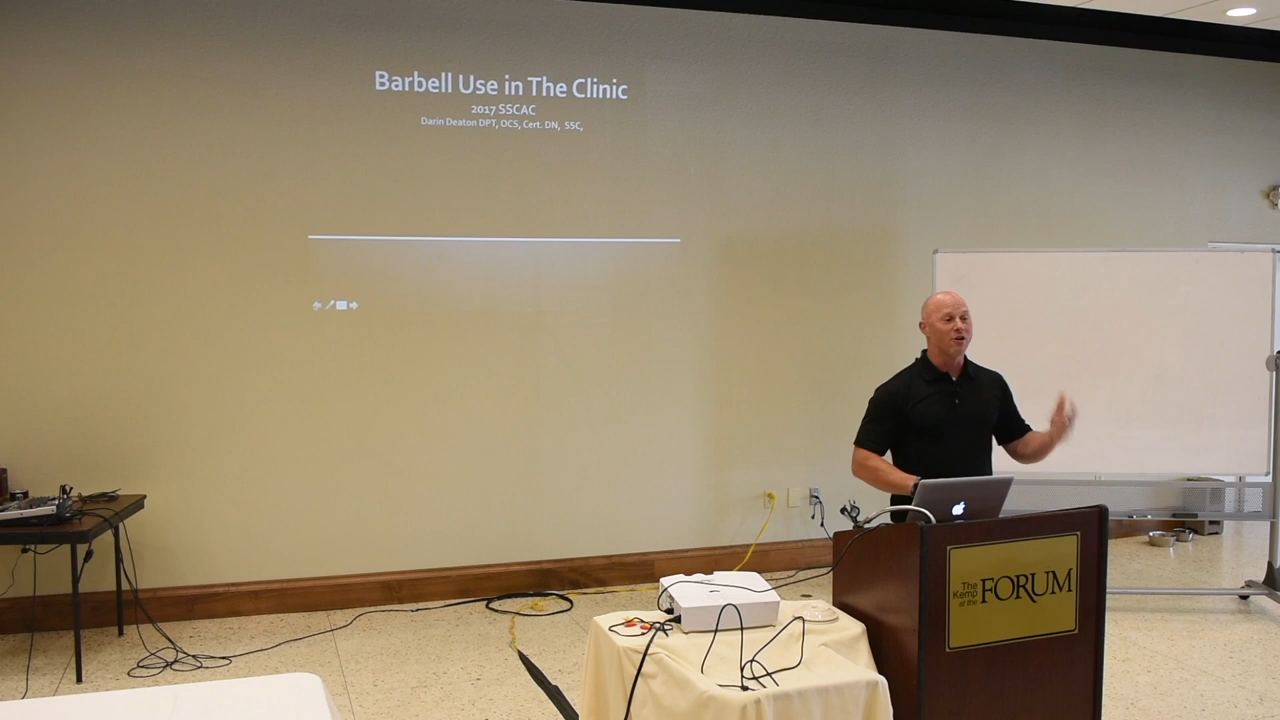 Barbell Use in The Clinic
2017 SSCAC
Darin Deaton DPT, OCS, Cert. DN, SSC,
The
Kemp
at the
FORUM